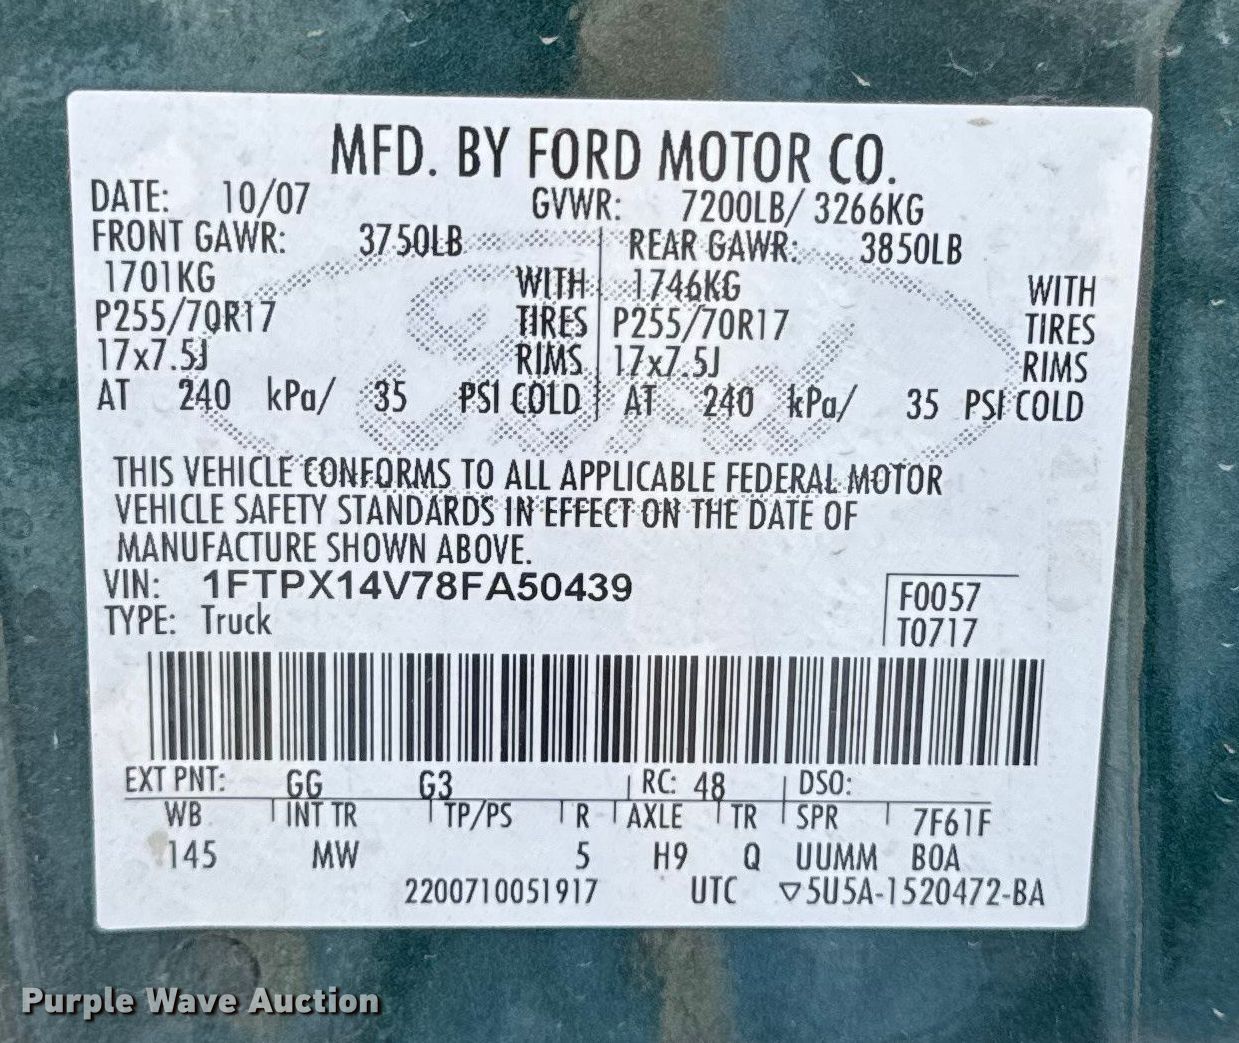 MFD. BY FORD MOTOR CO.
DATE: 10/07 GVWR: 7200LB/ 3266KG
FRONT GAWR: 3750LB REAR GAWR: 3850LB
1701KG WITH 1746KG WITH
P255/70R17 TIRES P255/70R17 TIRES
17x7.5J RIMS 17x7.5J RIMS
AT 240 kPa/ 35 PSI COLD AT 240 kPa/ 35 PSI COLD
Ford
THIS VEHICLE CONFORMS TO ALL APPLICABLE FEDERAL MOTOR
VEHICLE SAFETY STANDARDS IN EFFECT ON THE DATE OF
MANUFACTURE SHOWN ABOVE.
VIN: 1FTPX14V78FA50439
TYPE: Truck
F0057
T0717
EXT PNT: GG G3 RC: 48 DSO:
WB INT TR TP/PS R AXLE TR SPR 7F61F
145 MW 5 H9 Q UUMM B0A
2200710051917 UTC ▽5U5A-1520472-BA
Purple Wave Auction